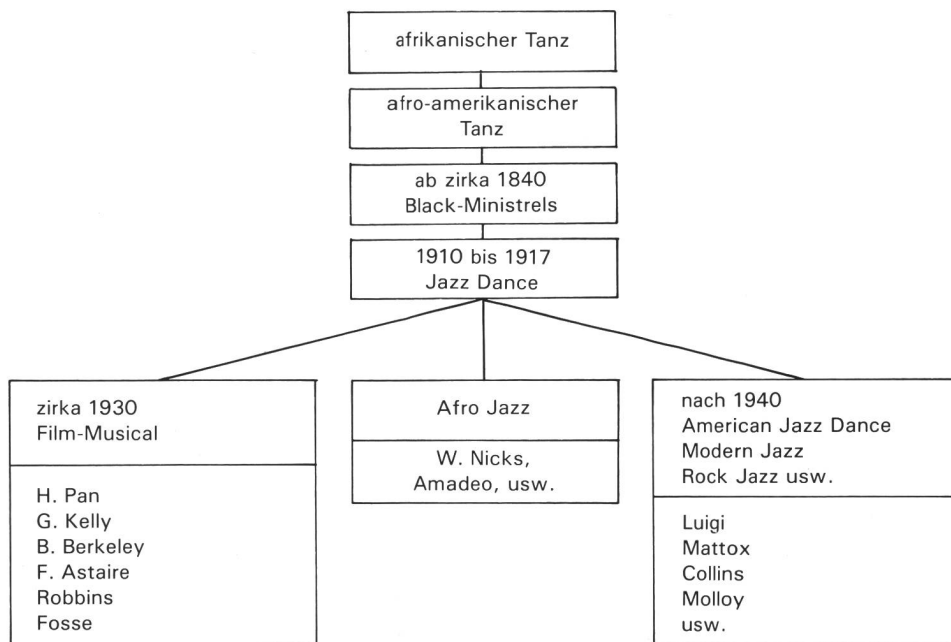 afrikanischer Tanz
afro-amerikanischer
Tanz
ab zirka 1840
Black-Ministrels
1910 bis 1917
Jazz Dance
zirka 1930
Film-Musical
H. Pan
G. Kelly
B. Berkeley
F. Astaire
Robbins
Fosse
Afro Jazz
W. Nicks,
Amadeo, usw.
nach 1940
American Jazz Dance
Modern Jazz
Rock Jazz usw.
Luigi
Mattox
Collins
Molloy
usw.